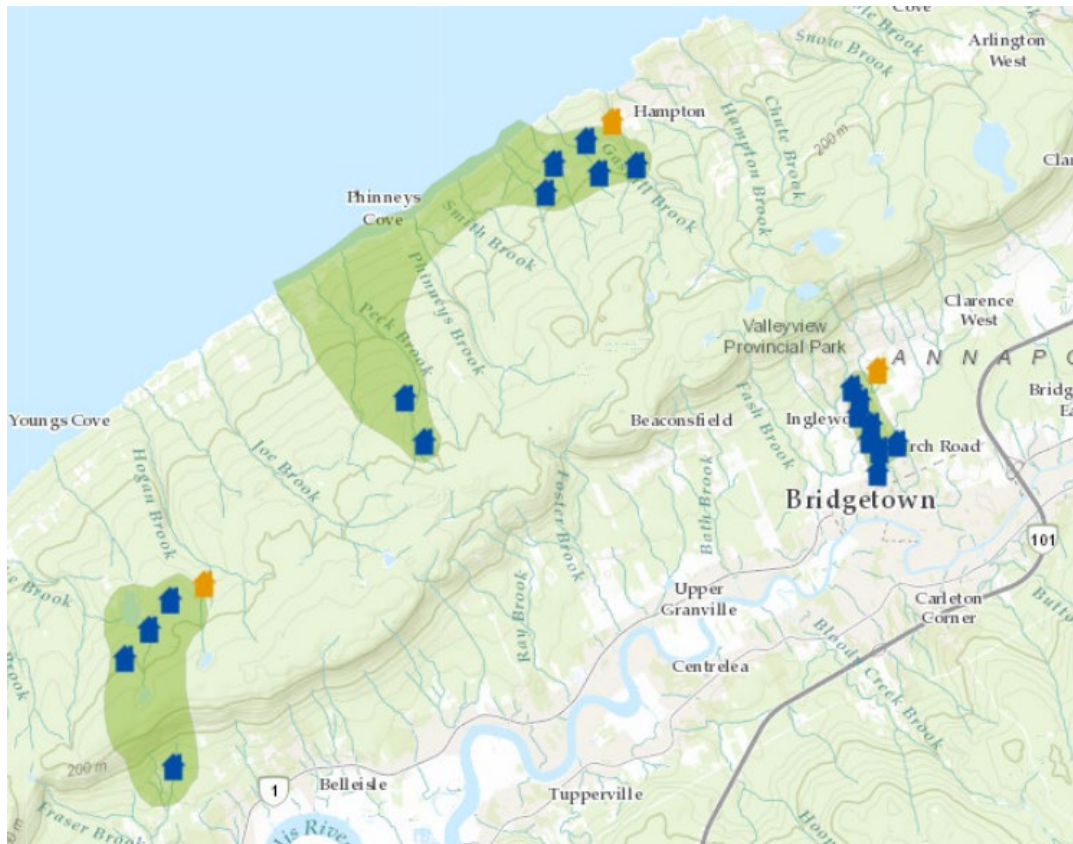 Cove
Snow Brook
Arlington
West
Hampton
Chute Brook
Hampton Brook
200 m
Phinneys
Cove
Smith Brook
Phinneys Brook
Peck Brook
Clarence
West
Valleyview
Provincial Park
Youngs Cove
Beaconsfield
Bath Brook
Joe Brook
Hogan Brook
Foster Brook
Bridgetown
101
Upper
Granville
Carleton
Corner
Ray Brook
Bloody Creek Brook
Centrelea
200 m
1
Belleisle
Tupperville
Fraser Brook